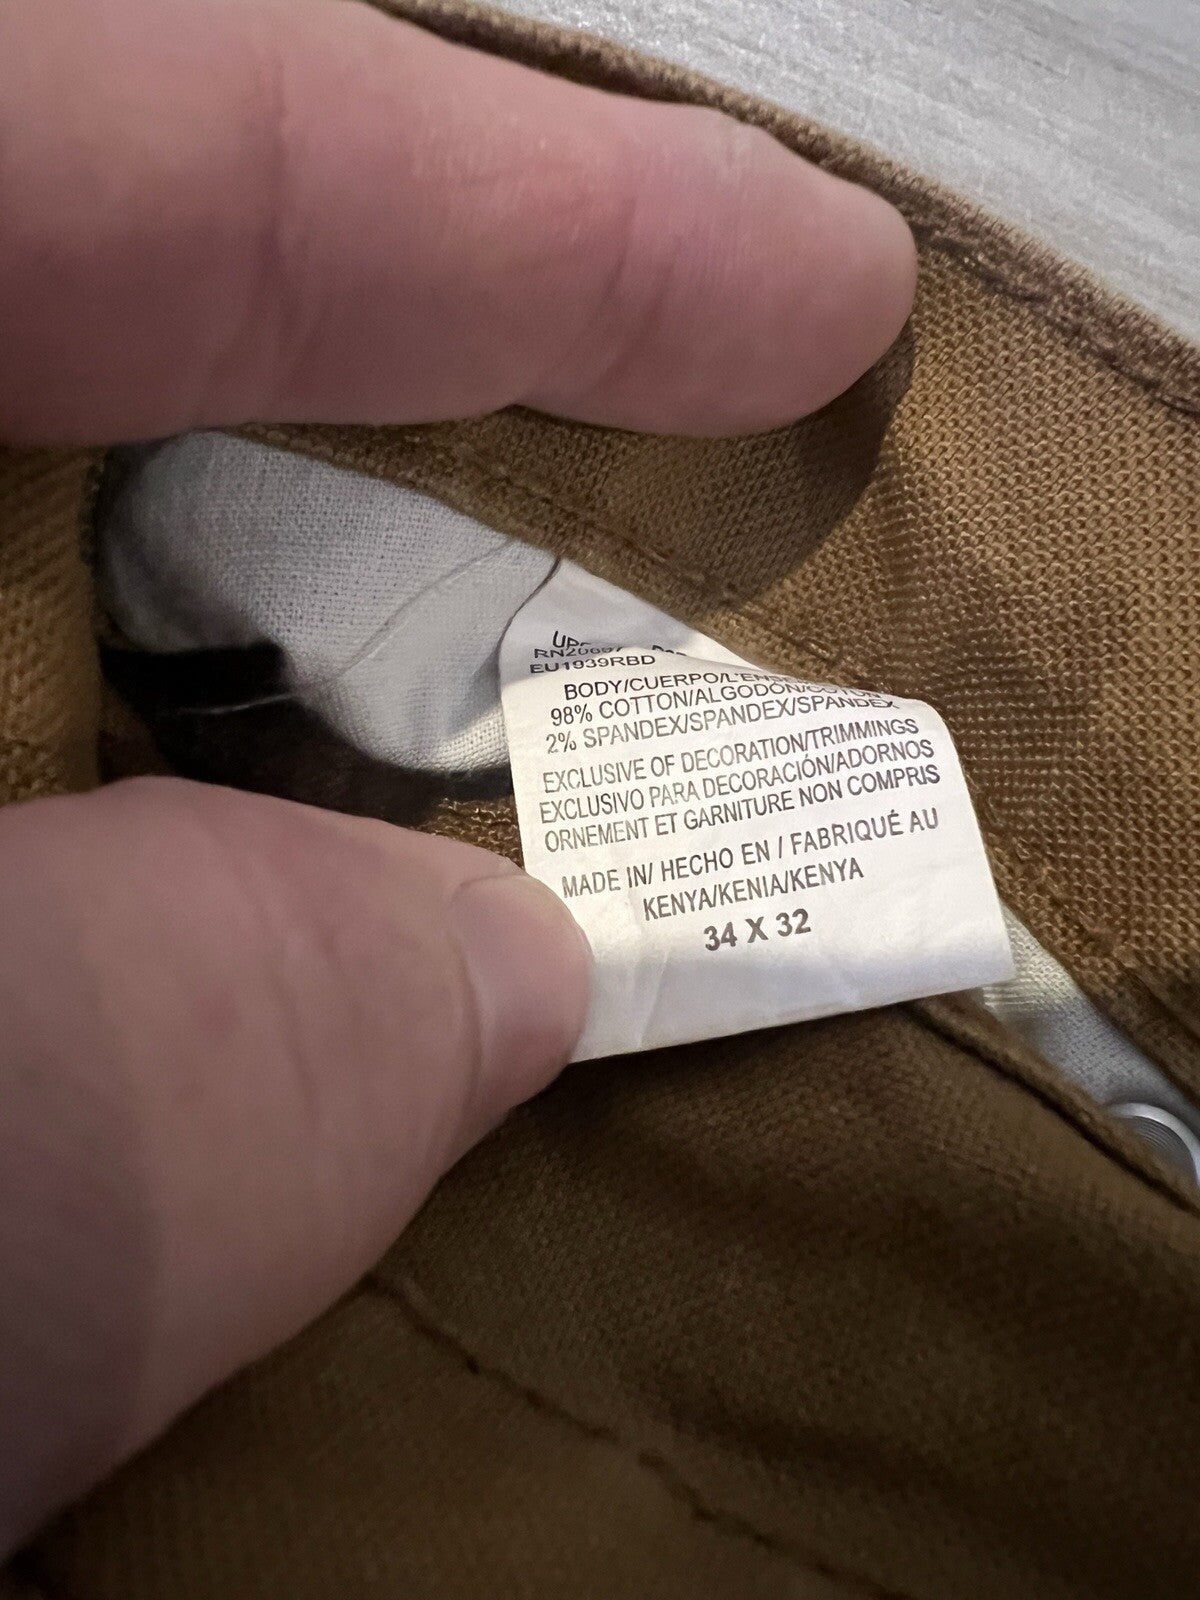 EU1939RBD
BODY/CUERPO/L'ENS
98% COTTON/ALGODÓN/COTON
2% SPANDEX/SPANDEX/SPANDEX
EXCLUSIVE OF DECORATION/TRIMMINGS
EXCLUSIVO PARA DECORACIÓN/ADORNOS
ORNEMENT ET GARNITURE NON COMPRIS
MADE IN/ HECHO EN / FABRIQUÉ AU
KENYA/KENIA/KENYA
34 X 32